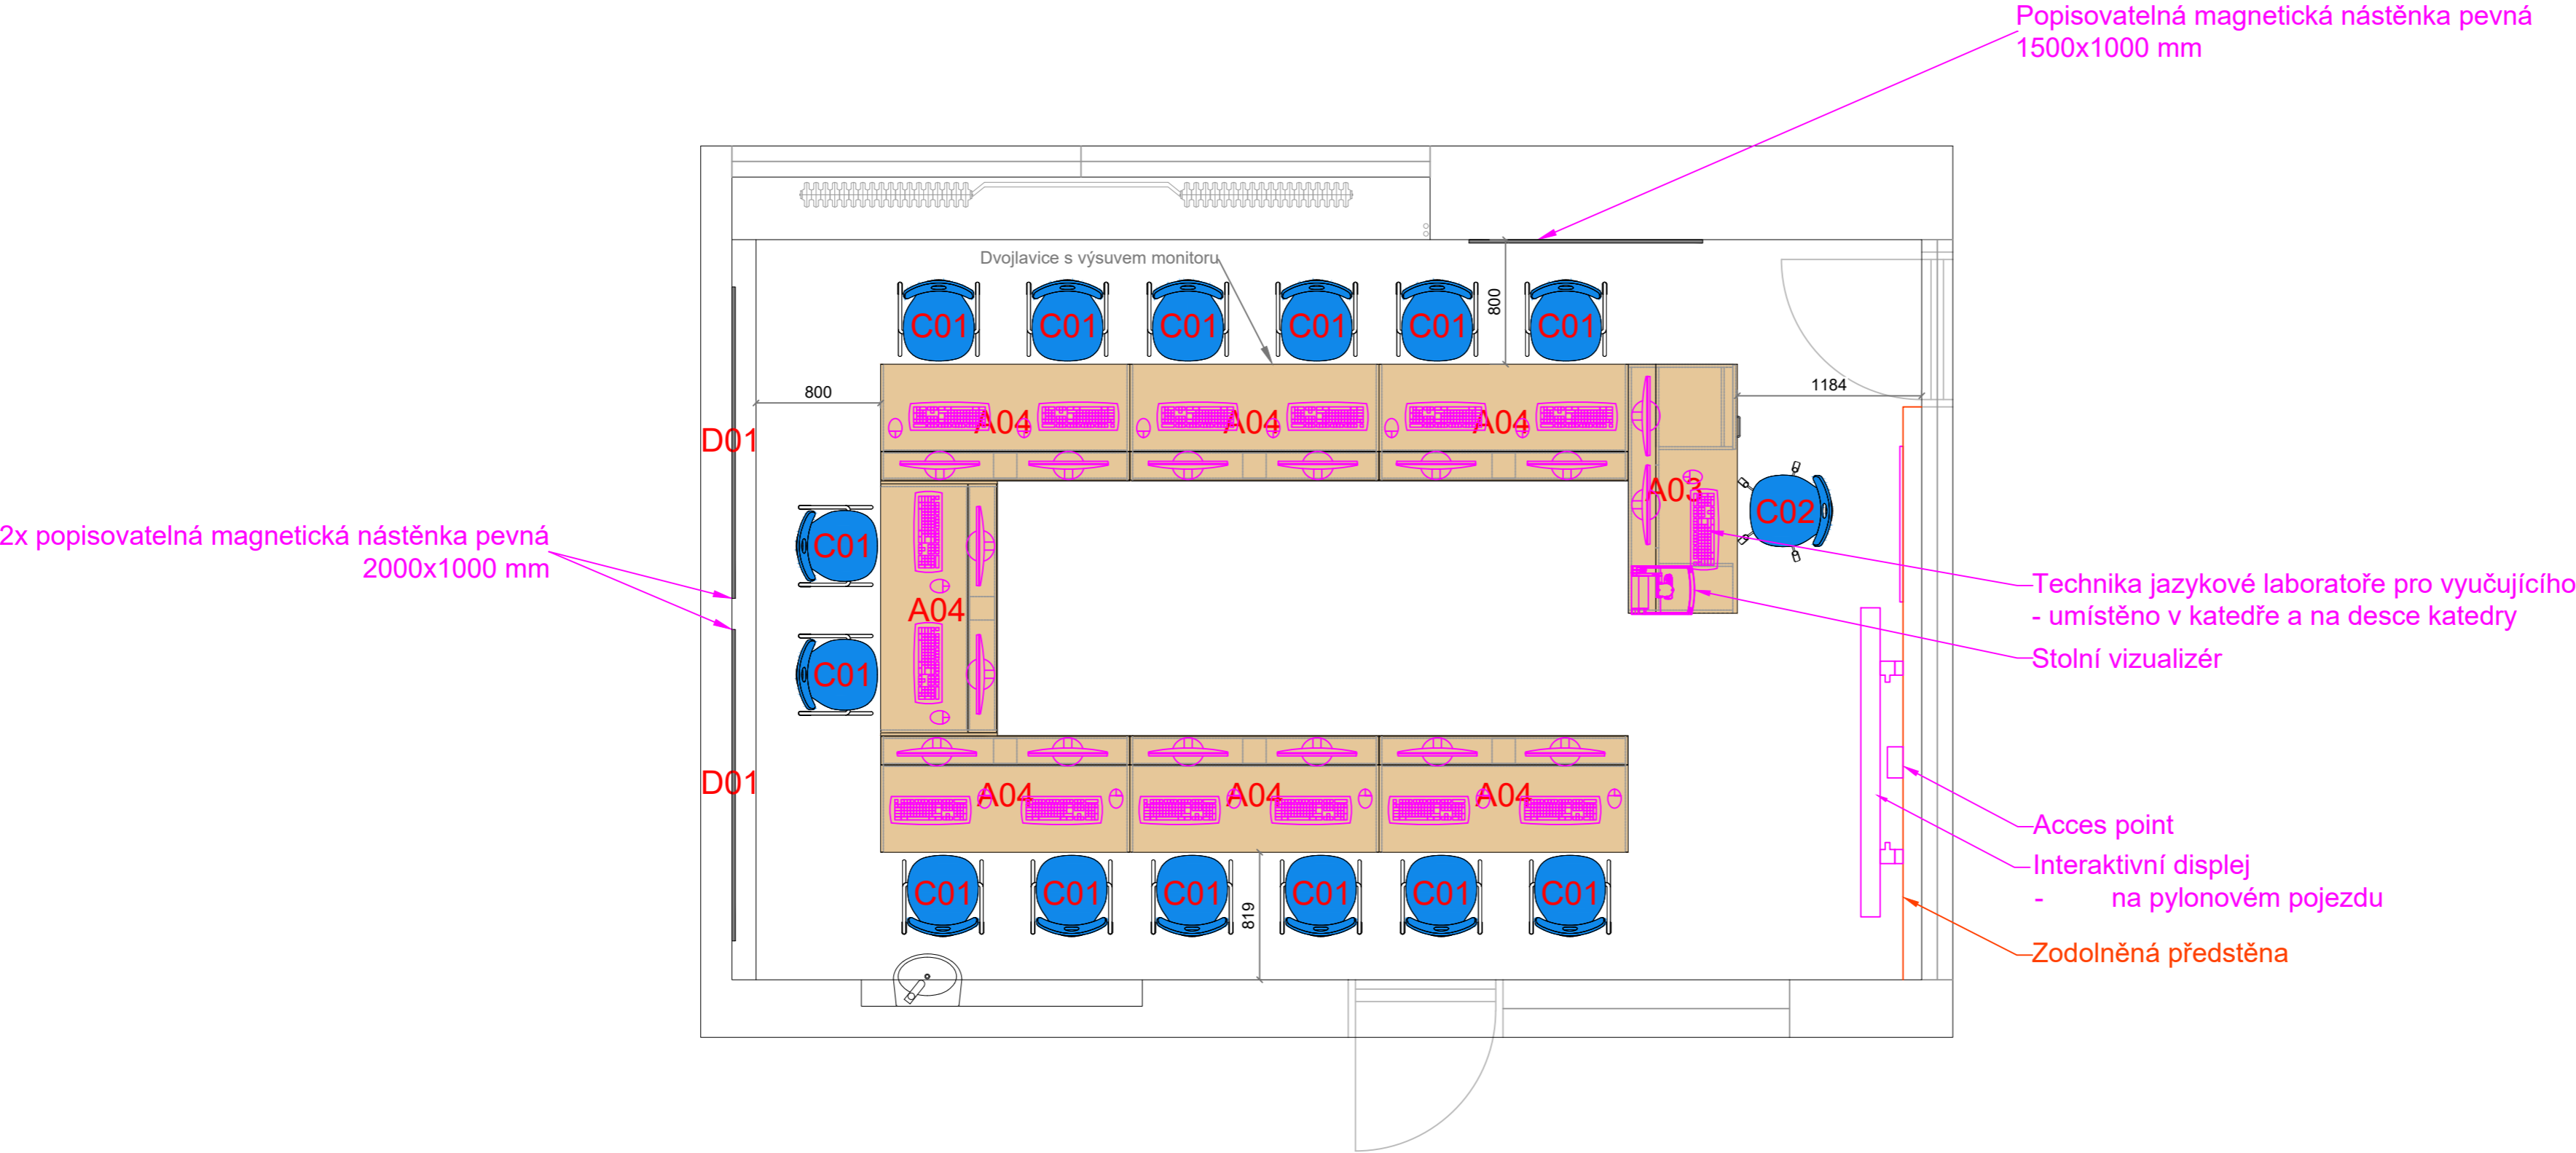 Popisovatelná magnetická nástěnka pevná
1500x1000 mm
Dvojlavice s výsuvem monitoru
C01 C01 C01 C01 C01 C01
800
800
1184
A04 A04 A04
D01
A03
C02
2x popisovatelná magnetická nástěnka pevná
2000x1000 mm
C01
A04
C01
Technika jazykové laboratoře pro vyučujícího
- umístěno v katedře a na desce katedry
Stolní vizualizér
D01
A04 A04 A04
Acces point
Interaktivní displej
- na pylonovém pojezdu
C01 C01 C01 C01 C01 C01
819
Zodolněná předstěna